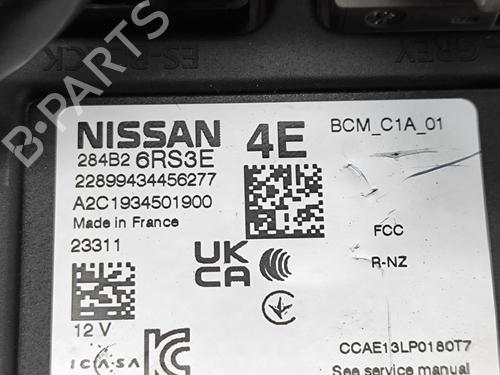 ES-BLACK
GREY
B-PARTS
NISSAN 4E BCM_C1A_01
284B2 6RS3E
22899434456277
A2C1934501900
Made in France
23311
FCC
R-NZ
UK
CA
12 V
ICASA
CCAE13LP0180T7
See service manual